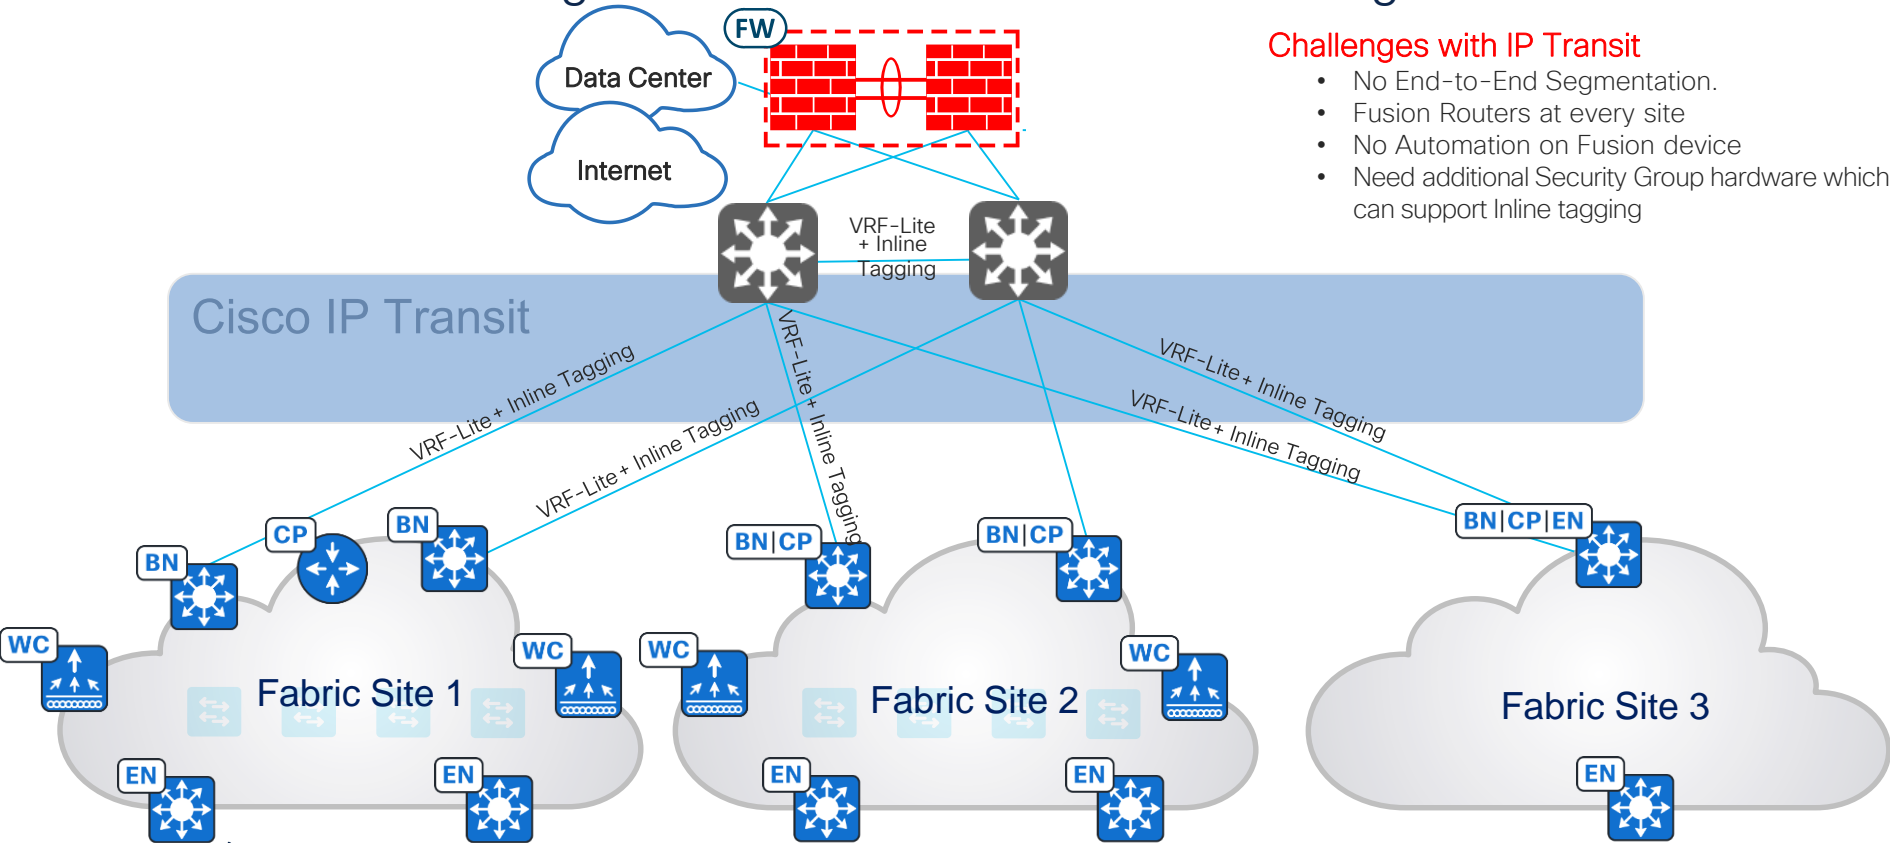 FW
Data Center
Internet
Challenges with IP Transit
• No End-to-End Segmentation.
• Fusion Routers at every site
• No Automation on Fusion device
• Need additional Security Group hardware which
can support Inline tagging
VRF-Lite
+ Inline
Tagging
Cisco IP Transit
VRF-Lite + Inline Tagging
VRF-Lite + Inline Tagging
VRF-Lite + Inline Tagging
VRF-Lite + Inline Tagging
VRF-Lite + Inline Tagging
BN
CP
BN
BN|CP
BN|CP
BN|CP|EN
WC
WC
WC
WC
Fabric Site 1
Fabric Site 2
Fabric Site 3
EN
EN
EN
EN
EN